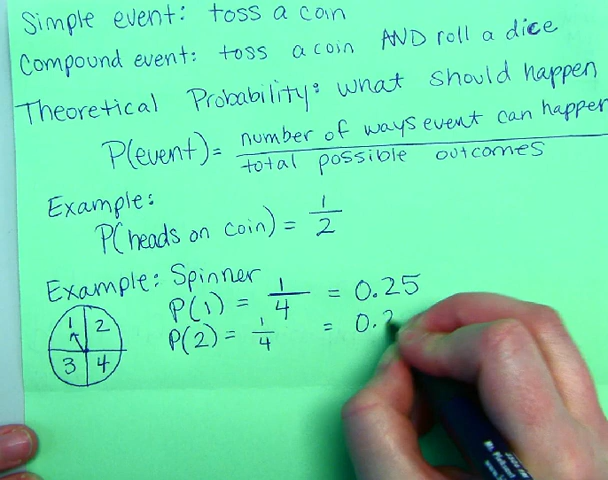 Simple event: toss a coin
Compound event: toss a coin AND roll a dice
Theoretical Probability: what should happen
P(event) = number of ways event can happen
total possible outcomes
Example:
P(heads on coin) = 1
2
Example: Spinner
P(1) = 1/4 = 0.25
P(2) = 1/4 = 0.2
1 2
3 4